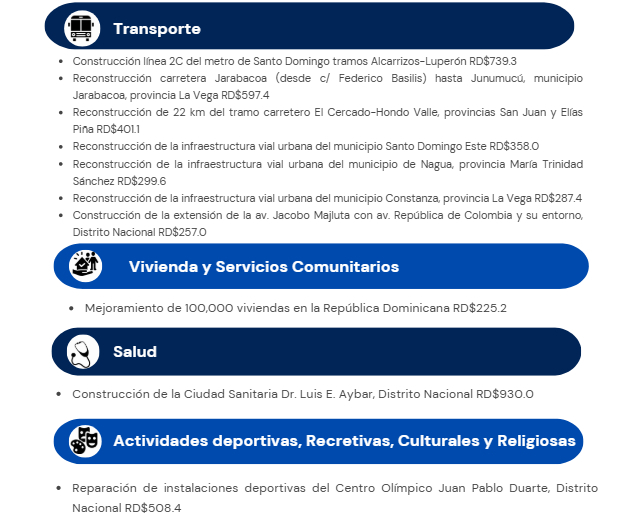 Transporte
• Construcción línea 2C del metro de Santo Domingo tramos Alcarrizos-Luperón RD$739.3
• Reconstrucción carretera Jarabacoa (desde c/ Federico Basilis) hasta Junumucú, municipio
Jarabacoa, provincia La Vega RD$597.4
• Reconstrucción de 22 km del tramo carretero El Cercado-Hondo Valle, provincias San Juan y Elías
Piña RD$401.1
• Reconstrucción de la infraestructura vial urbana del municipio Santo Domingo Este RD$358.0
• Reconstrucción de la infraestructura vial urbana del municipio de Nagua, provincia María Trinidad
Sánchez RD$299.6
• Reconstrucción de la infraestructura vial urbana del municipio Constanza, provincia La Vega RD$287.4
• Construcción de la extensión de la av. Jacobo Majluta con av. República de Colombia y su entorno,
Distrito Nacional RD$257.0
Vivienda y Servicios Comunitarios
• Mejoramiento de 100,000 viviendas en la República Dominicana RD$225.2
Salud
• Construcción de la Ciudad Sanitaria Dr. Luis E. Aybar, Distrito Nacional RD$930.0
Actividades deportivas, Recretivas, Culturales y Religiosas
• Reparación de instalaciones deportivas del Centro Olímpico Juan Pablo Duarte, Distrito
Nacional RD$508.4